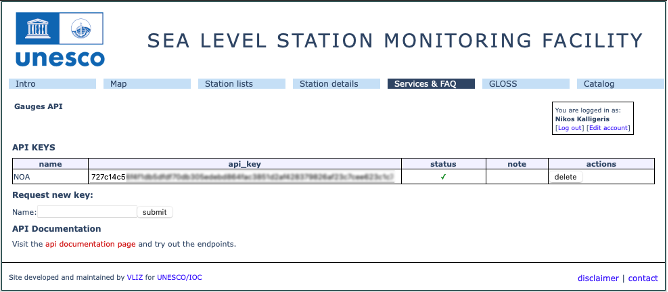 unesco
SEA LEVEL STATION MONITORING FACILITY
Intro Map Station lists Station details Services & FAQ GLOSS Catalog
Gauges API
You are logged in as:
Nikos Kalligeris
[Log out] [Edit account]
API KEYS
name api_key status note actions
NOA 727c14c5 ✓ delete
Request new key:
Name: submit
API Documentation
Visit the api documentation page and try out the endpoints.
Site developed and maintained by VLIZ for UNESCO/IOC
disclaimer | contact